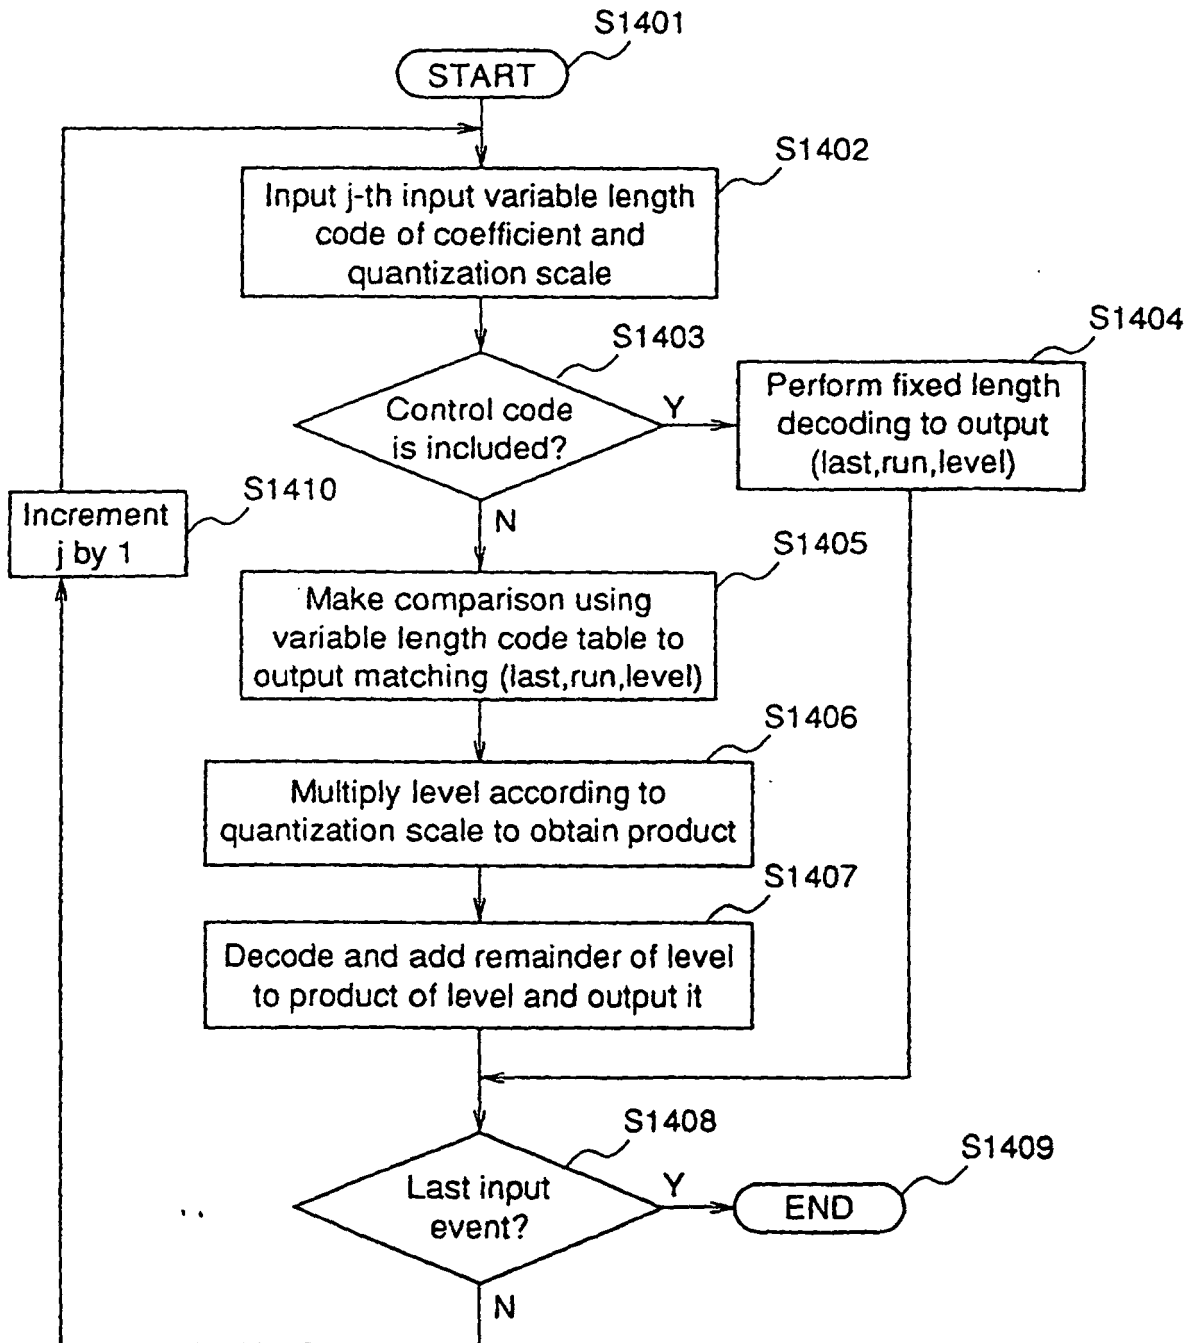 S1401
START
S1402
Input j-th input variable length
code of coefficient and
quantization scale
S1403
Control code
is included?
Y
N
S1404
Perform fixed length
decoding to output
(last,run,level)
S1405
Make comparison using
variable length code table to
output matching (last,run,level)
S1406
Multiply level according to
quantization scale to obtain product
S1407
Decode and add remainder of level
to product of level and output it
S1408
Last input
event?
Y
N
S1409
END
S1410
Increment
j by 1